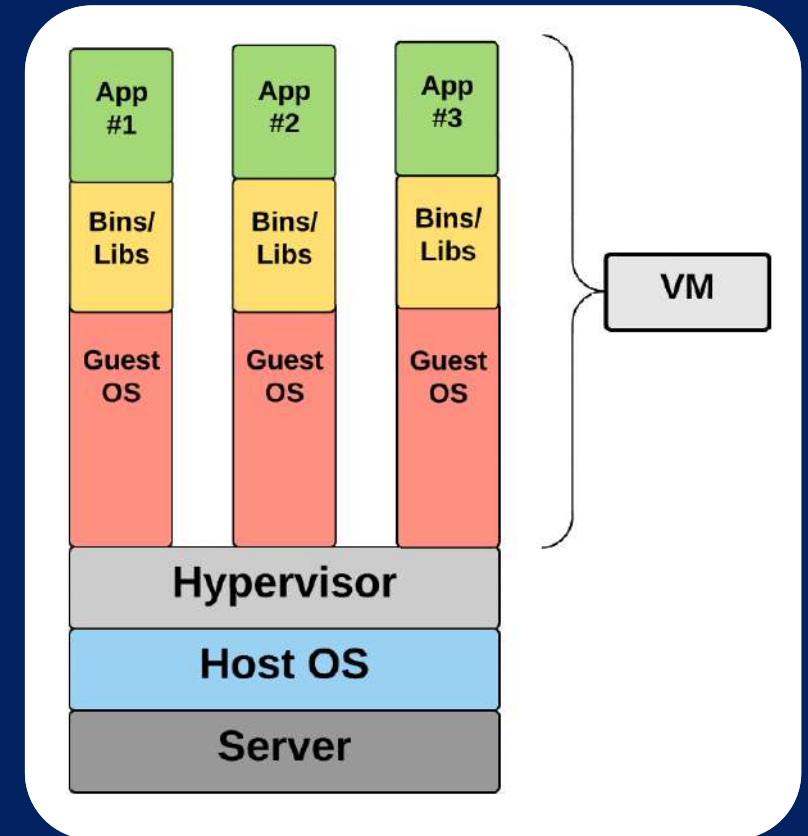 App
#1
App
#2
App
#3
Bins/
Libs
Bins/
Libs
Bins/
Libs
VM
Guest
OS
Guest
OS
Guest
OS
Hypervisor
Host OS
Server